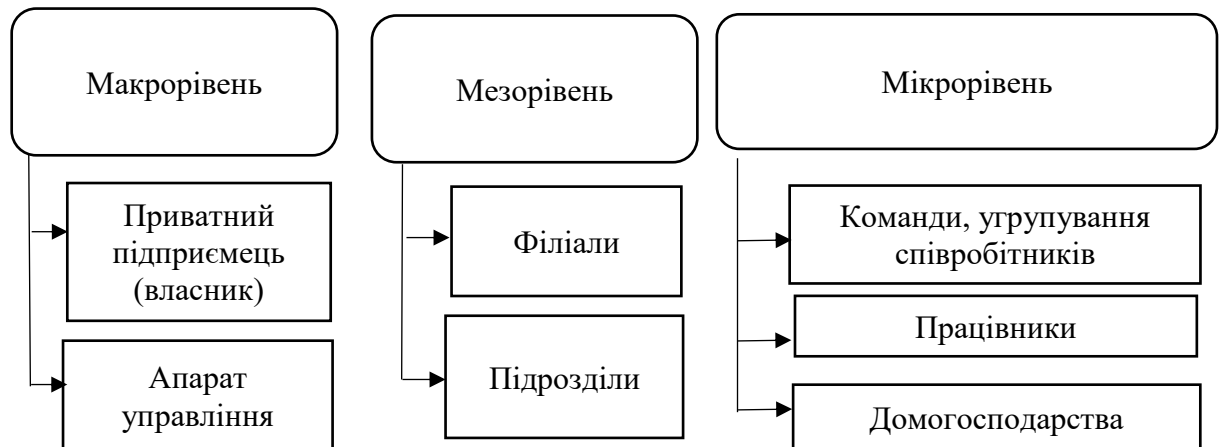 Макрорівень
Приватний
підприємець
(власник)
Апарат
управління
Мезорівень
Філіали
Підрозділи
Мікрорівень
Команди, угрупування
співробітників
Працівники
Домогосподарства